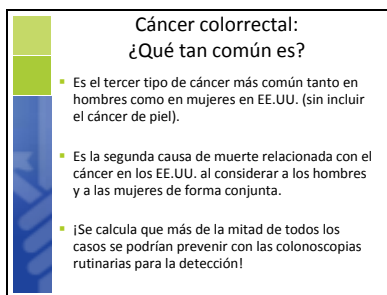 Cáncer colorrectal:
¿Qué tan común es?
▪ Es el tercer tipo de cáncer más común tanto en
hombres como en mujeres en EE.UU. (sin incluir
el cáncer de piel).
▪ Es la segunda causa de muerte relacionada con el
cáncer en los EE.UU. al considerar a los hombres
y a las mujeres de forma conjunta.
▪ ¡Se calcula que más de la mitad de todos los
casos se podrían prevenir con las colonoscopias
rutinarias para la detección!